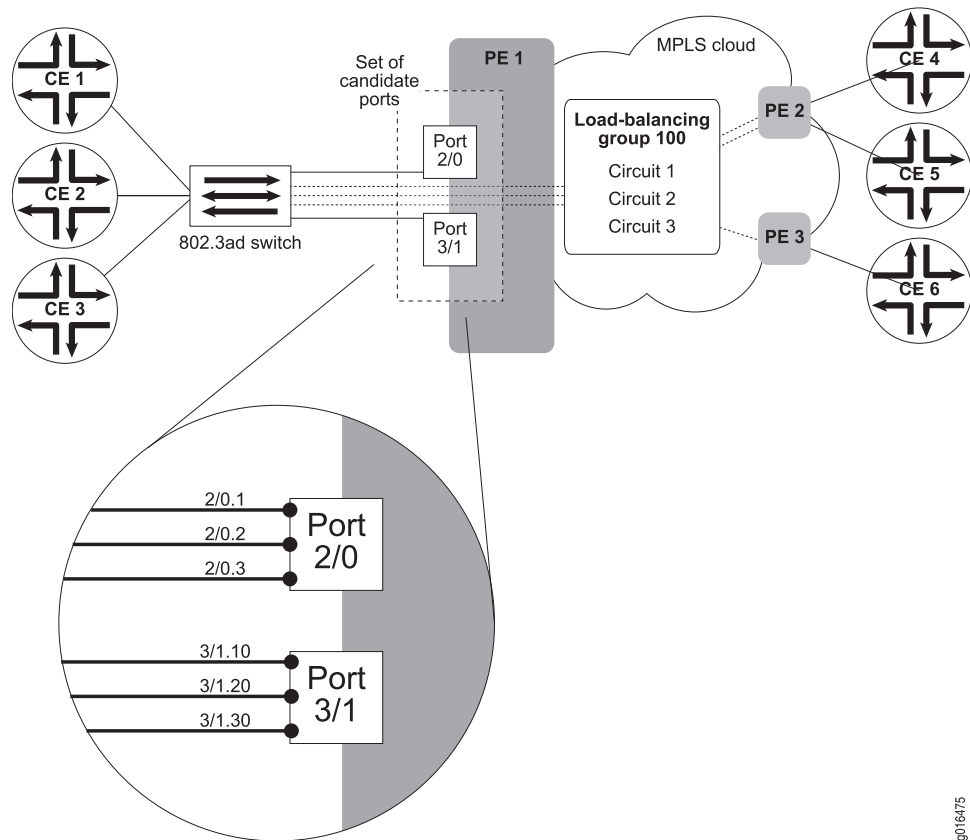 CE 1
CE 2
CE 3
802.3ad switch
Set of
candidate
ports
Port
2/0
Port
3/1
PE 1
MPLS cloud
Load-balancing
group 100
Circuit 1
Circuit 2
Circuit 3
PE 2
PE 3
CE 4
CE 5
CE 6
2/0.1
2/0.2
2/0.3
Port
2/0
3/1.10
3/1.20
3/1.30
Port
3/1
g016475